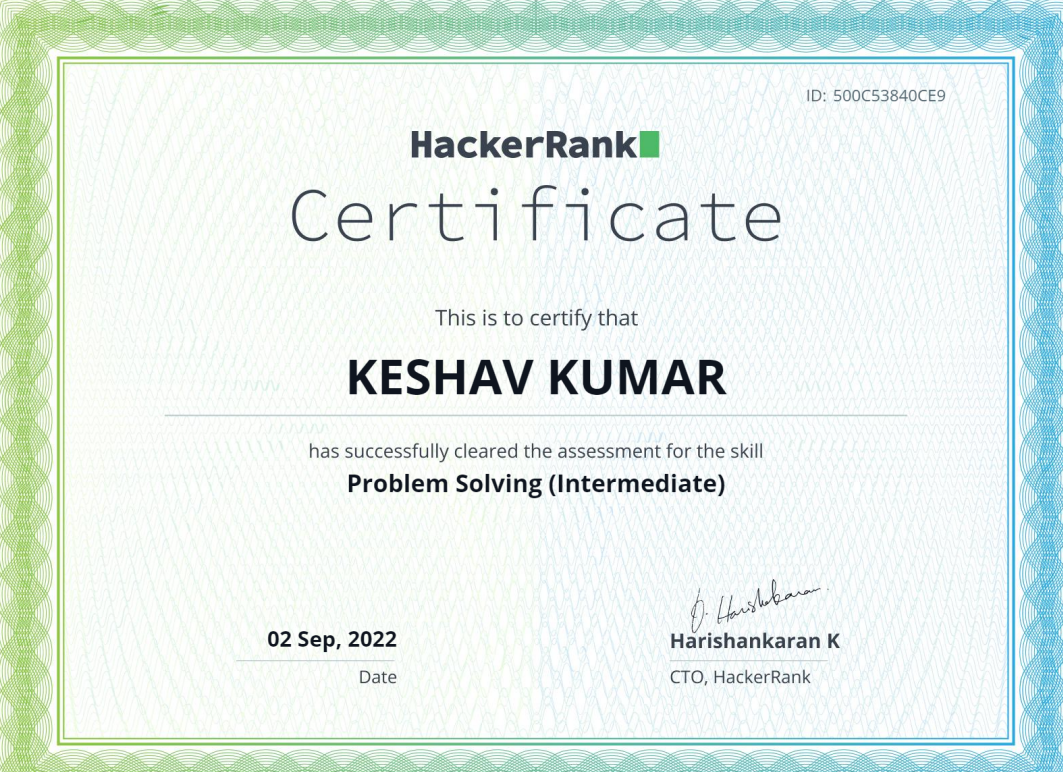 ID: 500C53840CE9
HackerRank
Certificate
This is to certify that
KESHAV KUMAR
has successfully cleared the assessment for the skill
Problem Solving (Intermediate)
02 Sep, 2022
Date
Harishankaran K
CTO, HackerRank